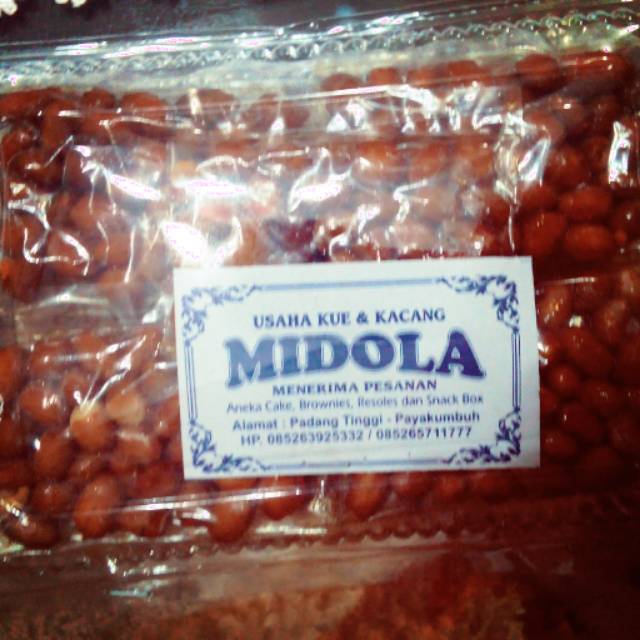 USAHA KUE & KACANG
MIDOLA
MENERIMA PESANAN
Aneka Cake, Brownies, Resoles dan Snack Box
Alamat : Padang Tinggi - Payakumbuh
HP. 085263925332 / 085265711777